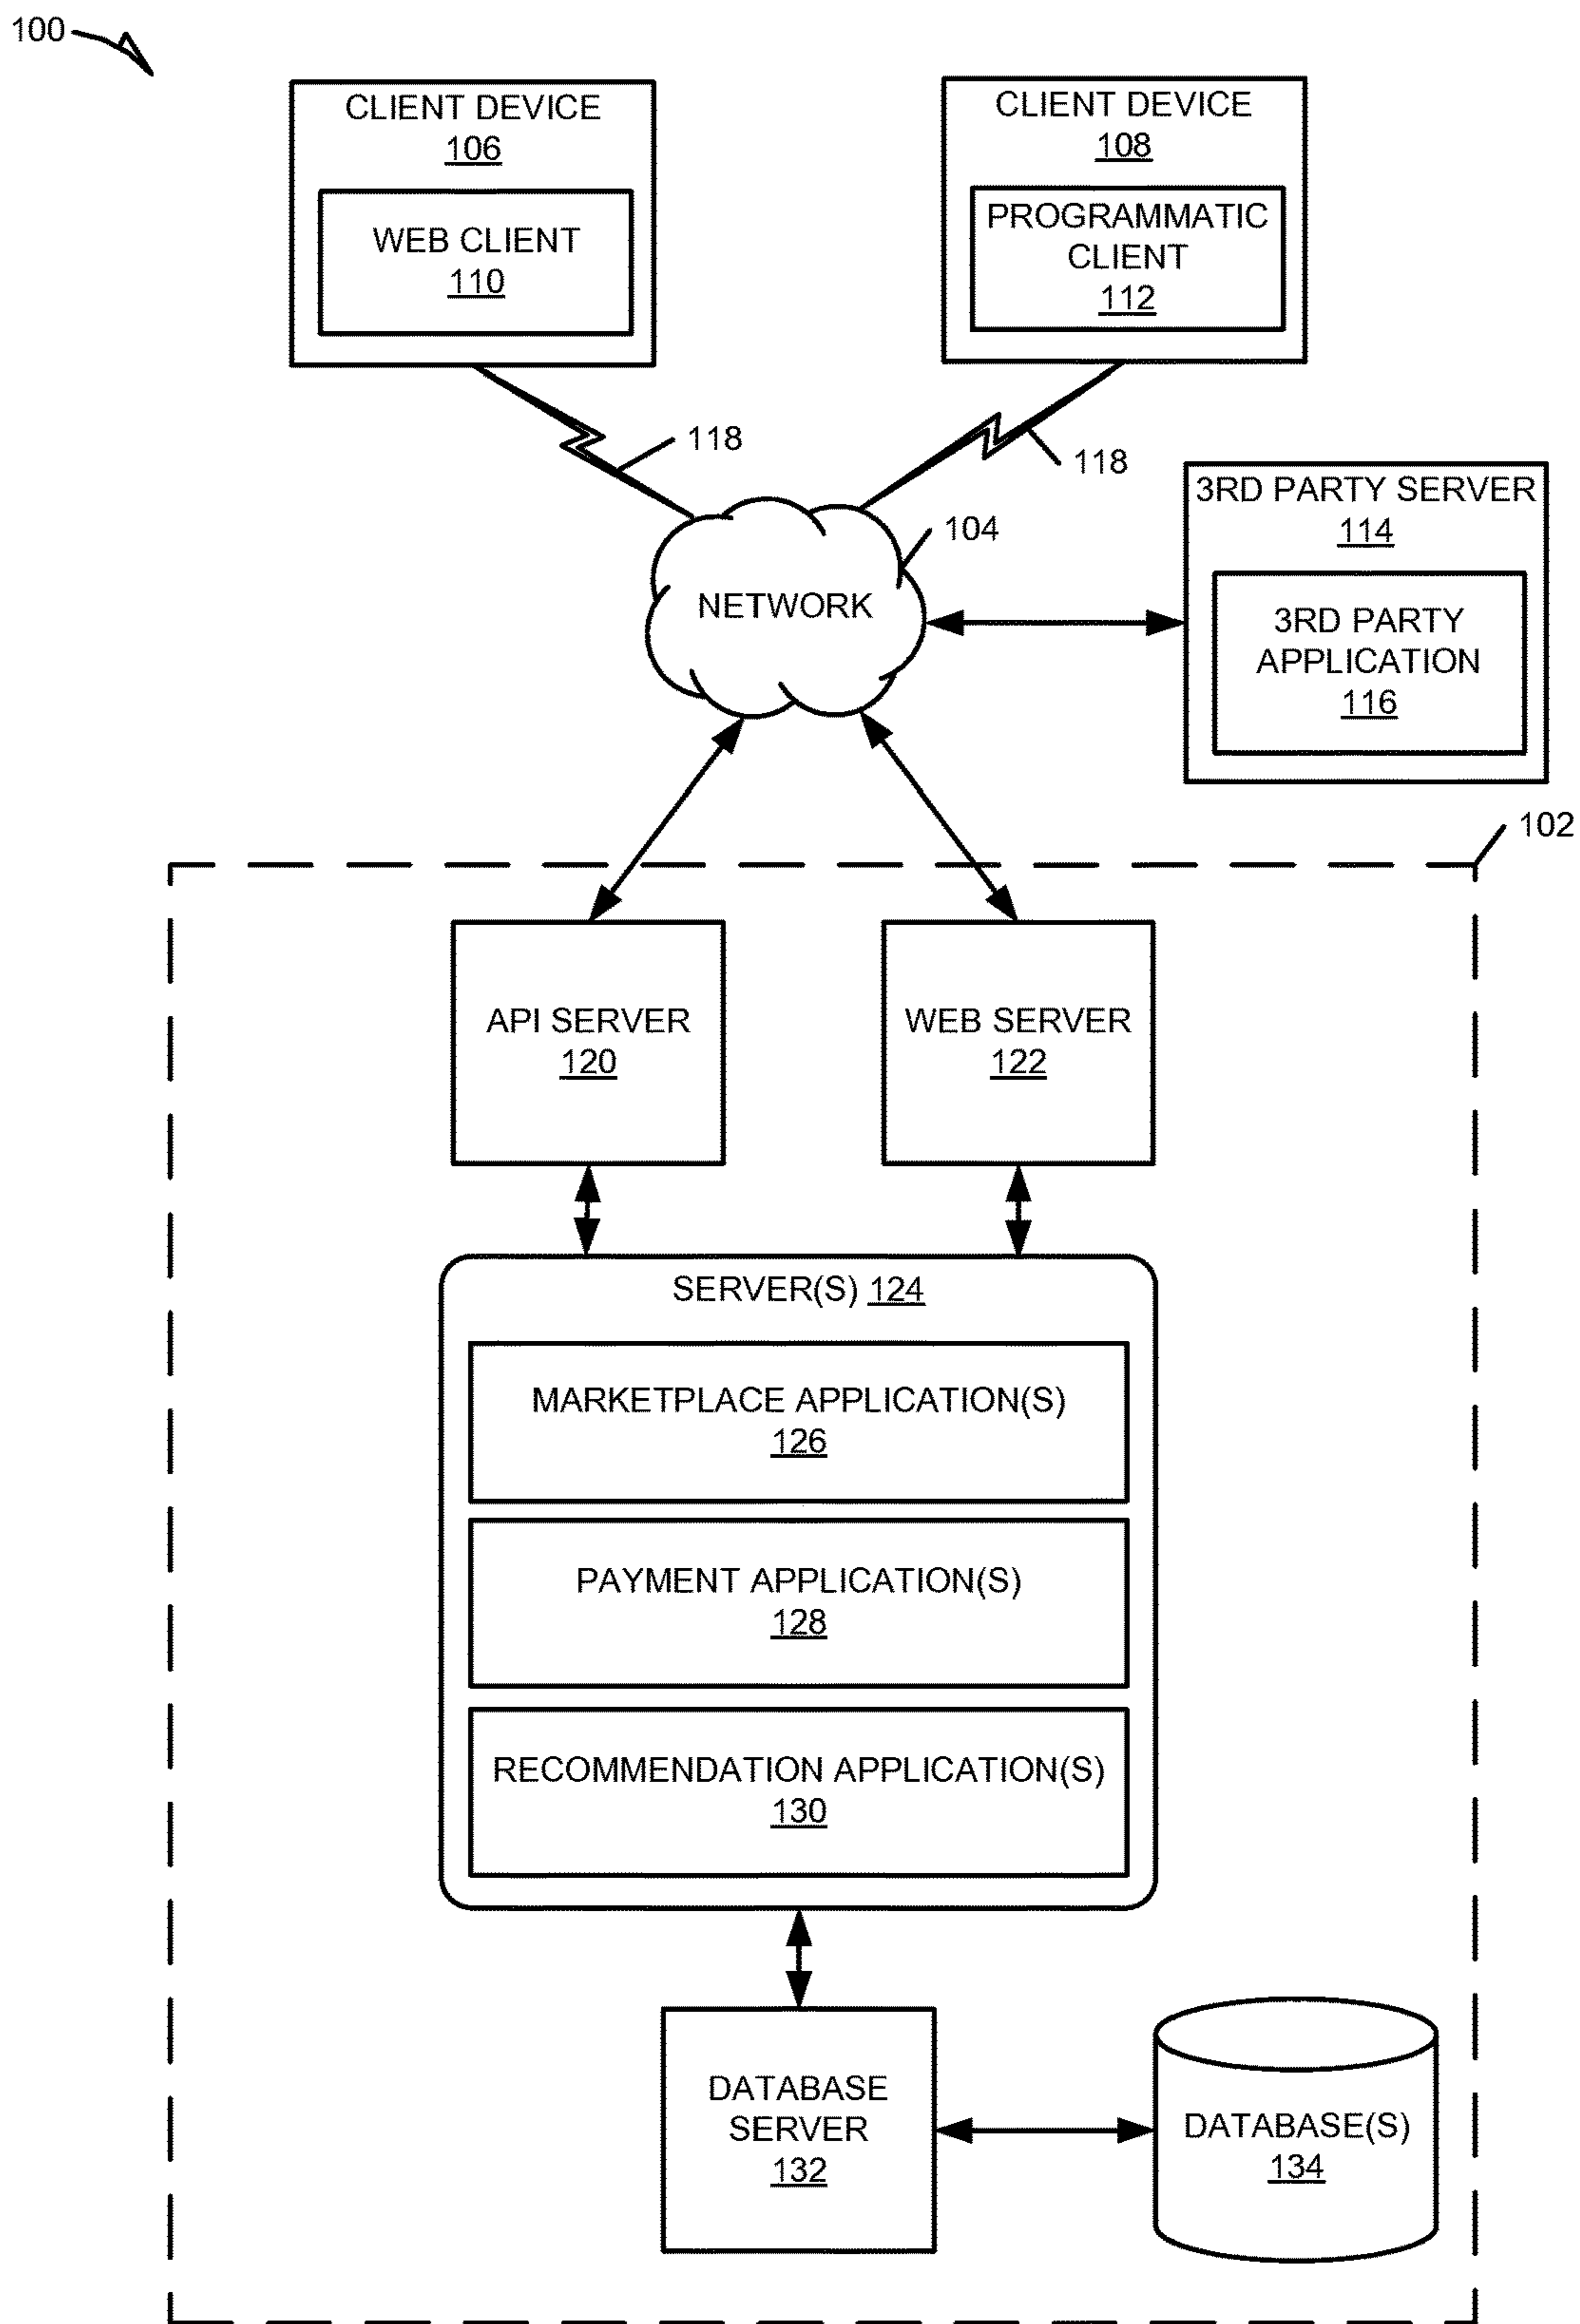 100
CLIENT DEVICE
106
WEB CLIENT
110
CLIENT DEVICE
108
PROGRAMMATIC
CLIENT
112
118
118
104
NETWORK
3RD PARTY SERVER
114
3RD PARTY
APPLICATION
116
102
API SERVER
120
WEB SERVER
122
SERVER(S) 124
MARKETPLACE APPLICATION(S)
126
PAYMENT APPLICATION(S)
128
RECOMMENDATION APPLICATION(S)
130
DATABASE
SERVER
132
DATABASE(S)
134